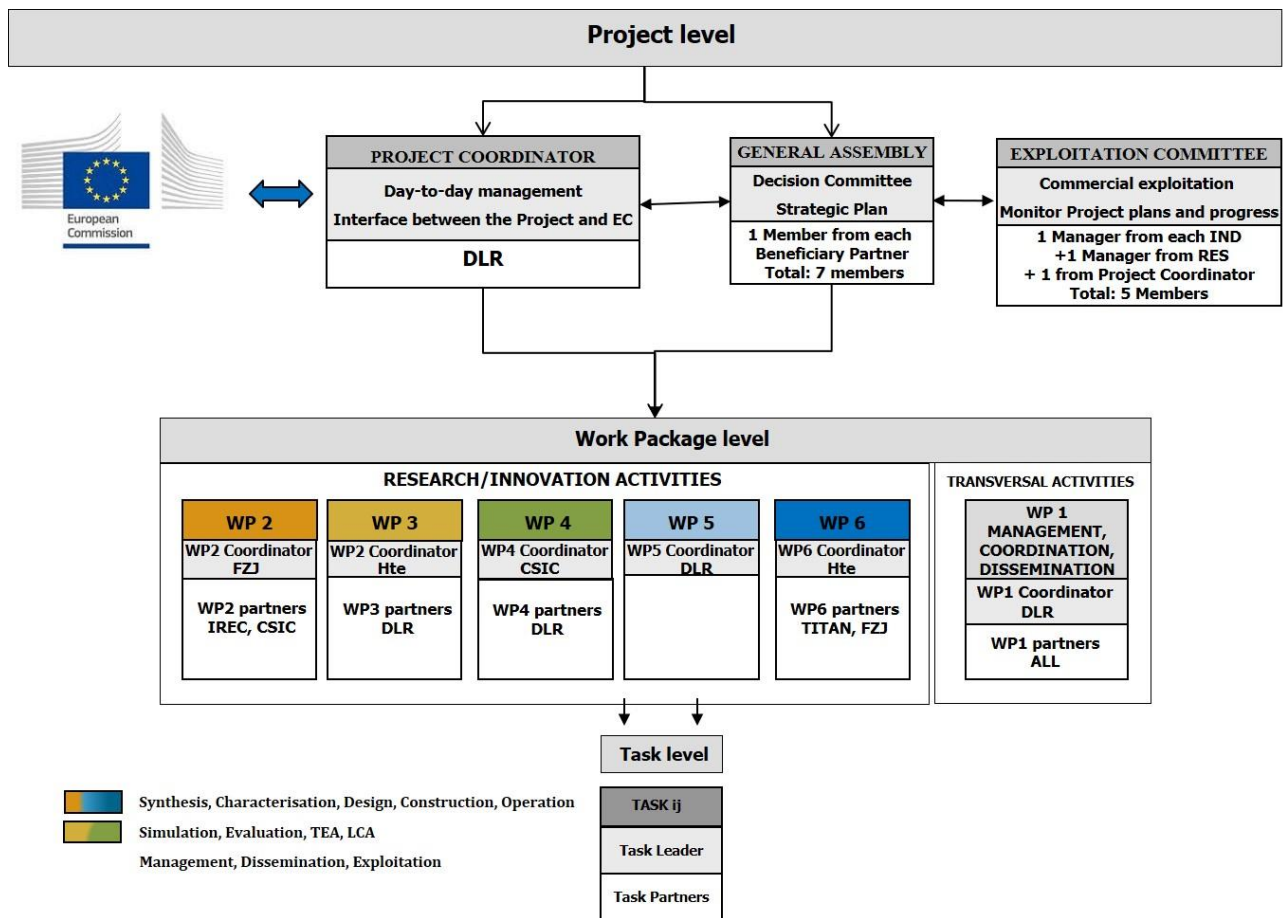 Project level
European
Commission
PROJECT COORDINATOR
Day-to-day management
Interface between the Project and EC
DLR
GENERAL ASSEMBLY
Decision Committee
Strategic Plan
1 Member from each
Beneficiary Partner
Total: 7 members
EXPLOITATION COMMITTEE
Commercial exploitation
Monitor Project plans and progress
1 Manager from each IND
+1 Manager from RES
+ 1 from Project Coordinator
Total: 5 Members
Work Package level
RESEARCH/INNOVATION ACTIVITIES
WP 2
WP2 Coordinator
FZJ
WP2 partners
IREC, CSIC
WP 3
WP2 Coordinator
Hte
WP3 partners
DLR
WP 4
WP4 Coordinator
CSIC
WP4 partners
DLR
WP 5
WP5 Coordinator
DLR
WP 6
WP6 Coordinator
Hte
WP6 partners
TITAN, FZJ
TRANSVERSAL ACTIVITIES
WP 1
MANAGEMENT,
COORDINATION,
DISSEMINATION
WP1 Coordinator
DLR
WP1 partners
ALL
Task level
TASK ij
Task Leader
Task Partners
Synthesis, Characterisation, Design, Construction, Operation
Simulation, Evaluation, TEA, LCA
Management, Dissemination, Exploitation